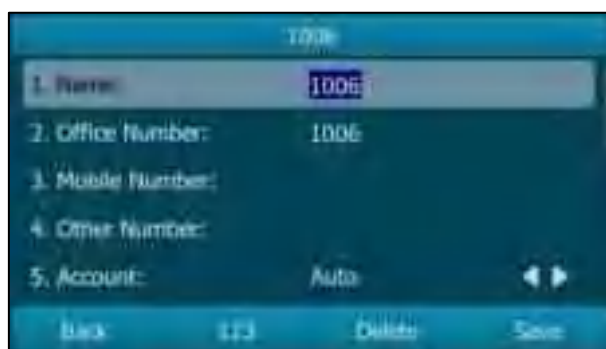 1006
1. Name: 1006
2. Office Number: 1006
3. Mobile Number:
4. Other Number:
5. Account: Auto
Back 123 Delete Save